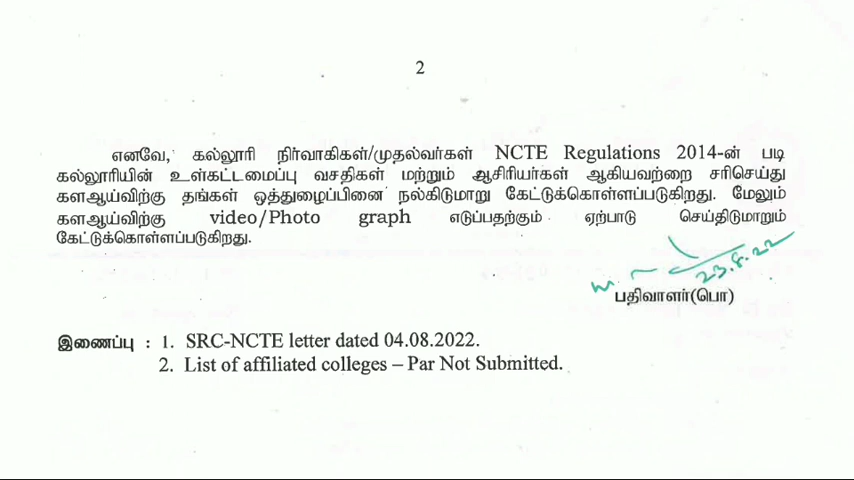 2
எனவே, கல்லூரி நிர்வாகிகள்/முதல்வர்கள் NCTE Regulations 2014-ன் படி
கல்லூரியின் உள்கட்டமைப்பு வசதிகள் மற்றும் ஆசிரியர்கள் ஆகியவற்றை சரிசெய்து
களஆய்விற்கு தங்கள் ஒத்துழைப்பினை நல்கிடுமாறு கேட்டுக்கொள்ளப்படுகிறது. மேலும்
களஆய்விற்கு video/Photo graph எடுப்பதற்கும் ஏற்பாடு செய்திடுமாறும்
கேட்டுக்கொள்ளப்படுகிறது.
23.8.22
பதிவாளர்(பொ)
இணைப்பு : 1. SRC-NCTE letter dated 04.08.2022.
2. List of affiliated colleges – Par Not Submitted.